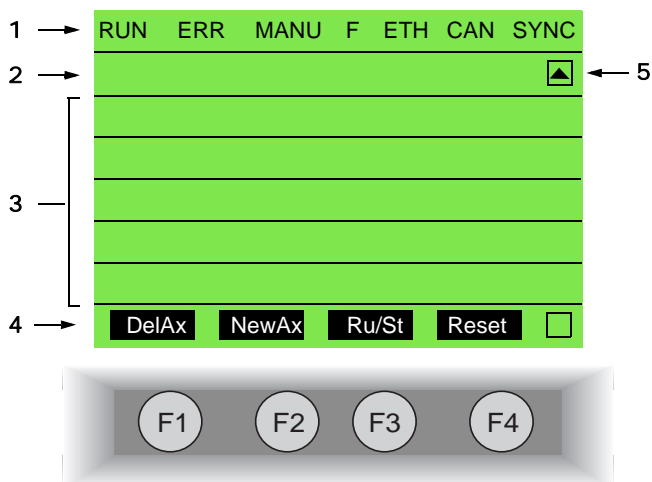 1 RUN ERR MANU F ETH CAN SYNC
2 5
3
4 DelAx NewAx Ru/St Reset
F1 F2 F3 F4